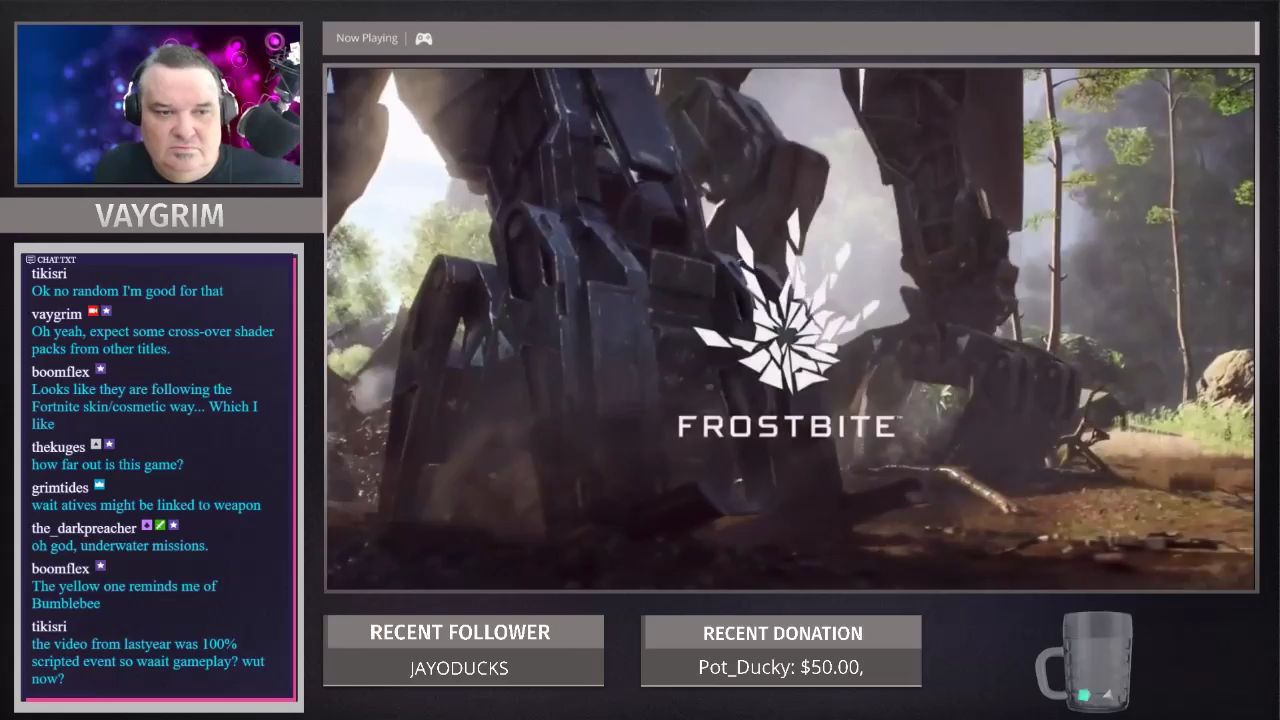 Now Playing
VAYGRIM
CHAT.TXT
tikisri
Ok no random I'm good for that
vaygrim
Oh yeah, expect some cross-over shader
packs from other titles.
boomflex
Looks like they are following the
Fortnite skin/cosmetic way... Which I
like
thekuges
how far out is this game?
grimtides
wait atives might be linked to weapon
the_darkpreacher
oh god, underwater missions.
boomflex
The yellow one reminds me of
Bumblebee
tikisri
the video from lastyear was 100%
scripted event so waait gameplay? wut
now?
FROSTBITE™
RECENT FOLLOWER
JAYODUCKS
RECENT DONATION
Pot_Ducky: $50.00,